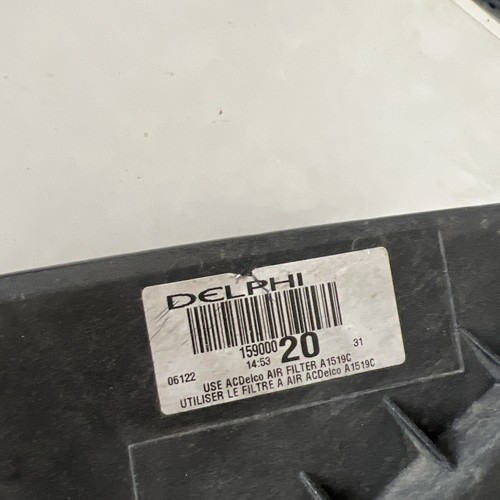 DELPHI
15900020
14:53
06122
31
USE ACDelco AIR FILTER A1519C
UTILISER LE FILTRE A AIR ACDelco A1519C